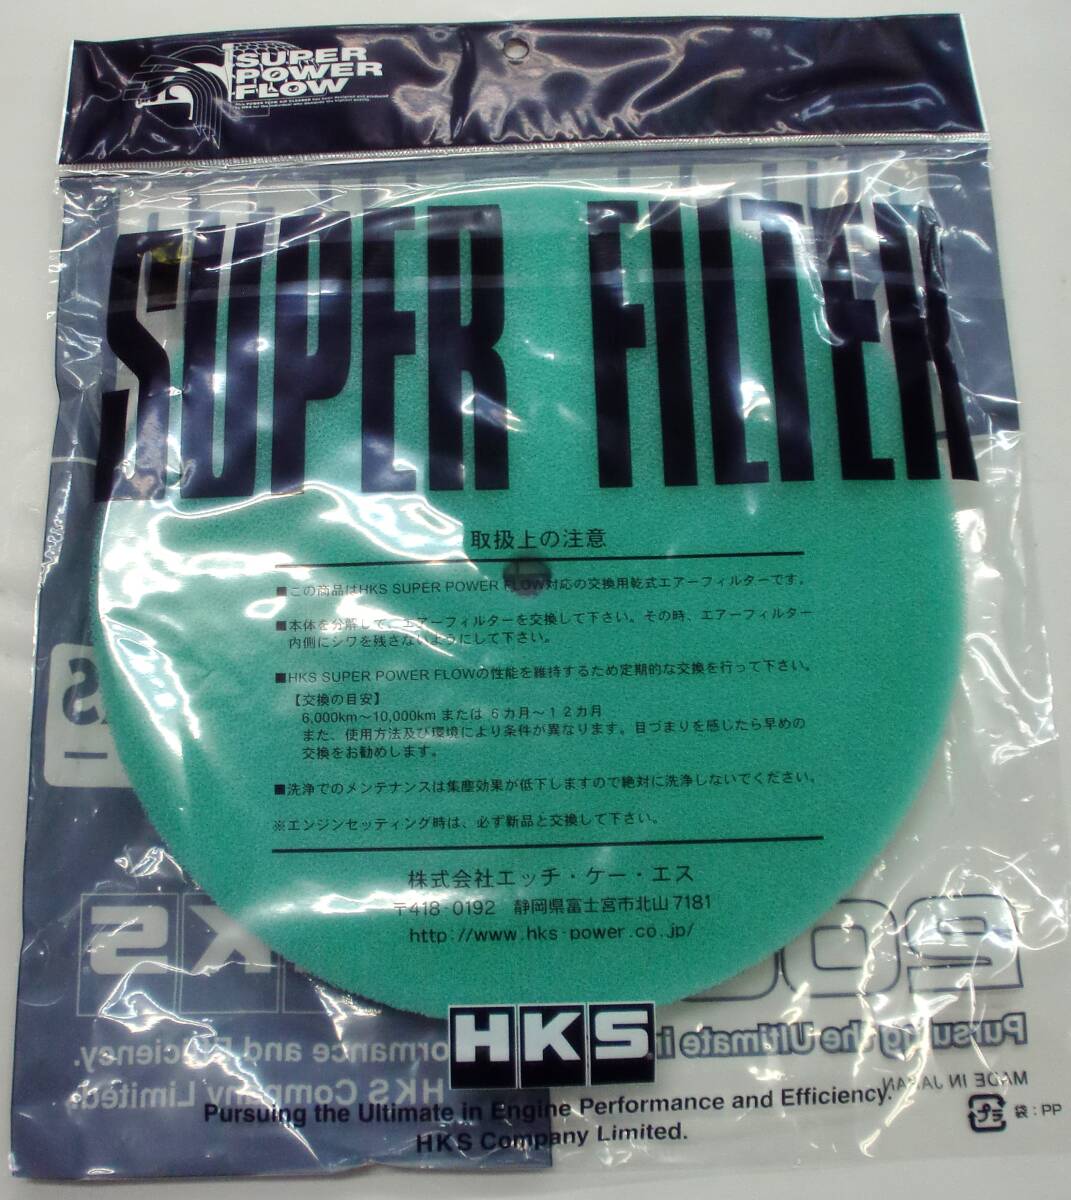 SUPER
POWER
FLOW
SUPER FILTER
取扱上の注意
■この商品はHKS SUPER POWER FLOW対応の交換用乾式エアーフィルターです。
■本体を分解して、エアーフィルターを交換して下さい。その時、エアーフィルター
内側にシワを残さないようにして下さい。
■HKS SUPER POWER FLOWの性能を維持するため定期的な交換を行って下さい。
【交換の目安】
6,000km～10,000km または 6カ月～12カ月
また、使用方法及び環境により条件が異なります。目づまりを感じたら早めの
交換をお勧めします。
■洗浄でのメンテナンスは集塵効果が低下しますので絶対に洗浄しないでください。
※エンジンセッティング時は、必ず新品と交換して下さい。
株式会社エッチ・ケー・エス
〒418-0192 静岡県富士宮市北山7181
http://www.hks-power.co.jp/
HKS
Pursuing the Ultimate in Engine Performance and Efficiency.
HKS Company Limited.
MADE IN JAPAN
プラ 袋：PP